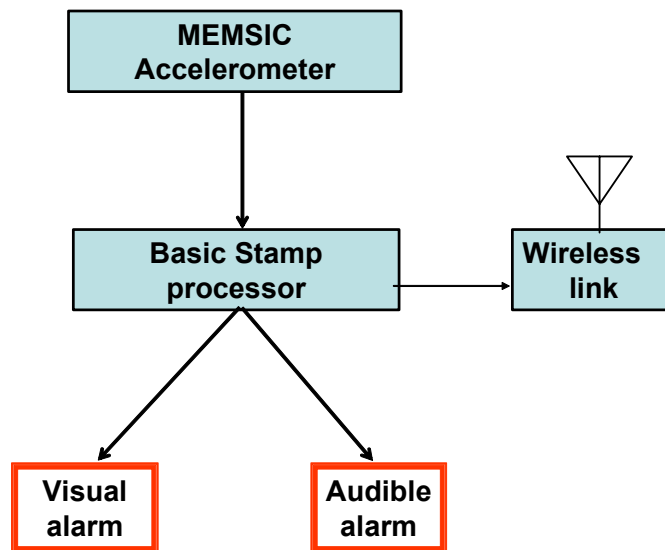 MEMSIC
Accelerometer
Basic Stamp
processor
Wireless
link
Visual
alarm
Audible
alarm